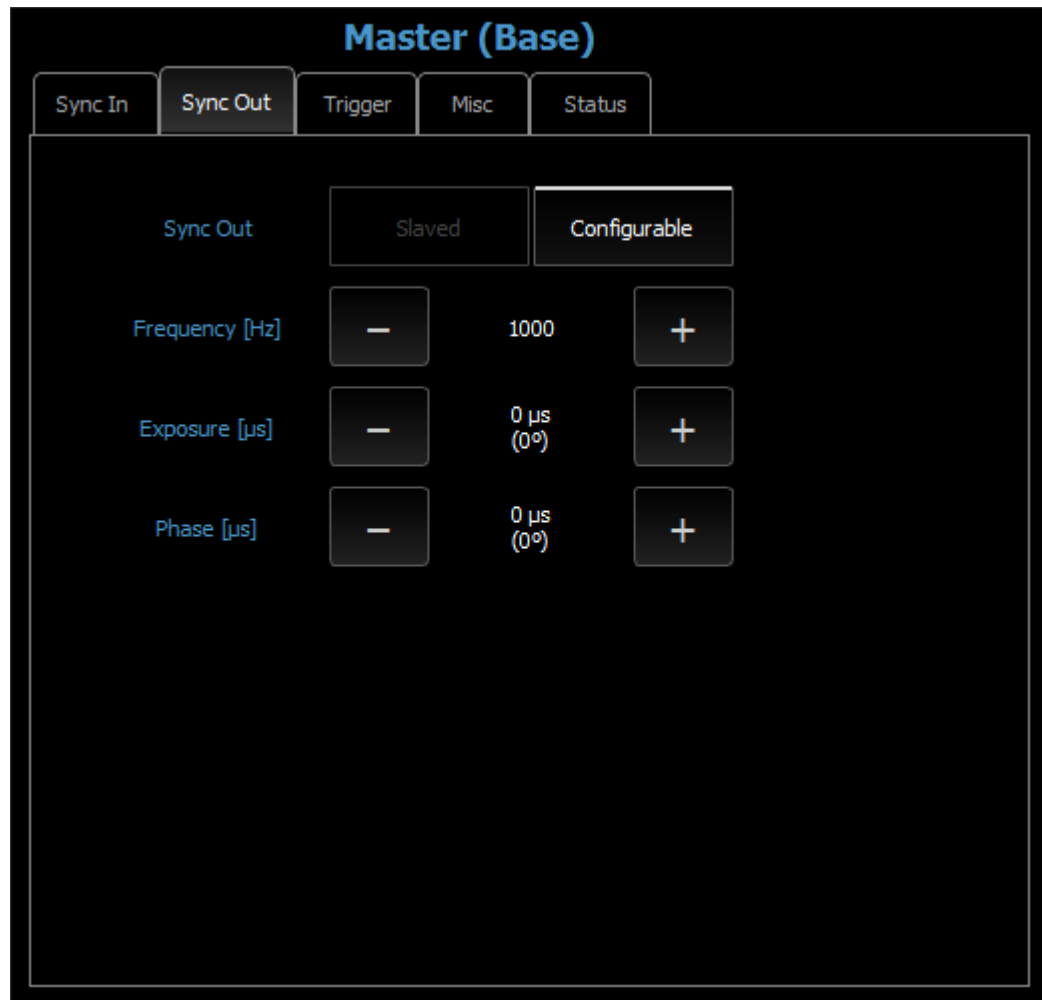 Master (Base)
Sync In Sync Out Trigger Misc Status
Sync Out Slaved Configurable
Frequency [Hz] − 1000 +
Exposure [µs] − 0 µs
(0º) +
Phase [µs] − 0 µs
(0º) +